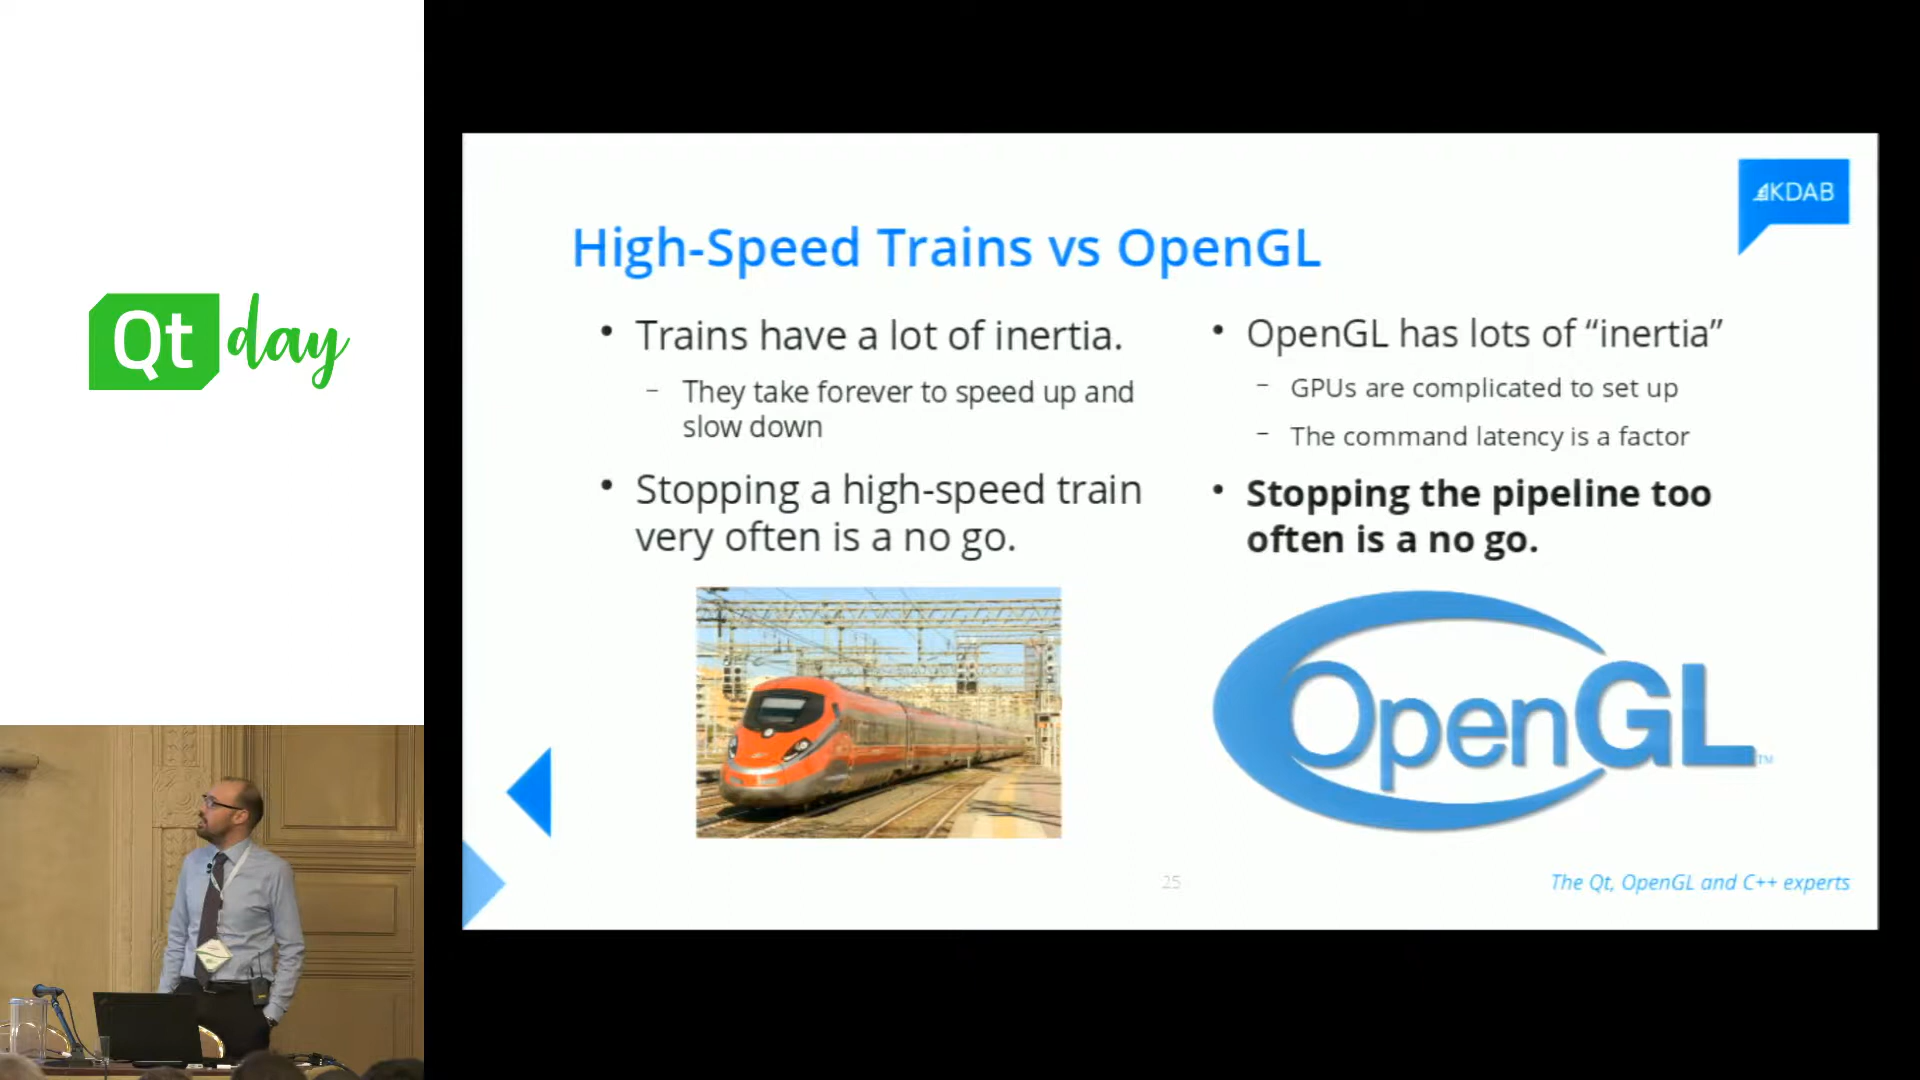 Qt day
KDAB
High-Speed Trains vs OpenGL
• Trains have a lot of inertia.
– They take forever to speed up and
slow down
• Stopping a high-speed train
very often is a no go.
• OpenGL has lots of “inertia”
– GPUs are complicated to set up
– The command latency is a factor
• Stopping the pipeline too
often is a no go.
OpenGL™
25
The Qt, OpenGL and C++ experts